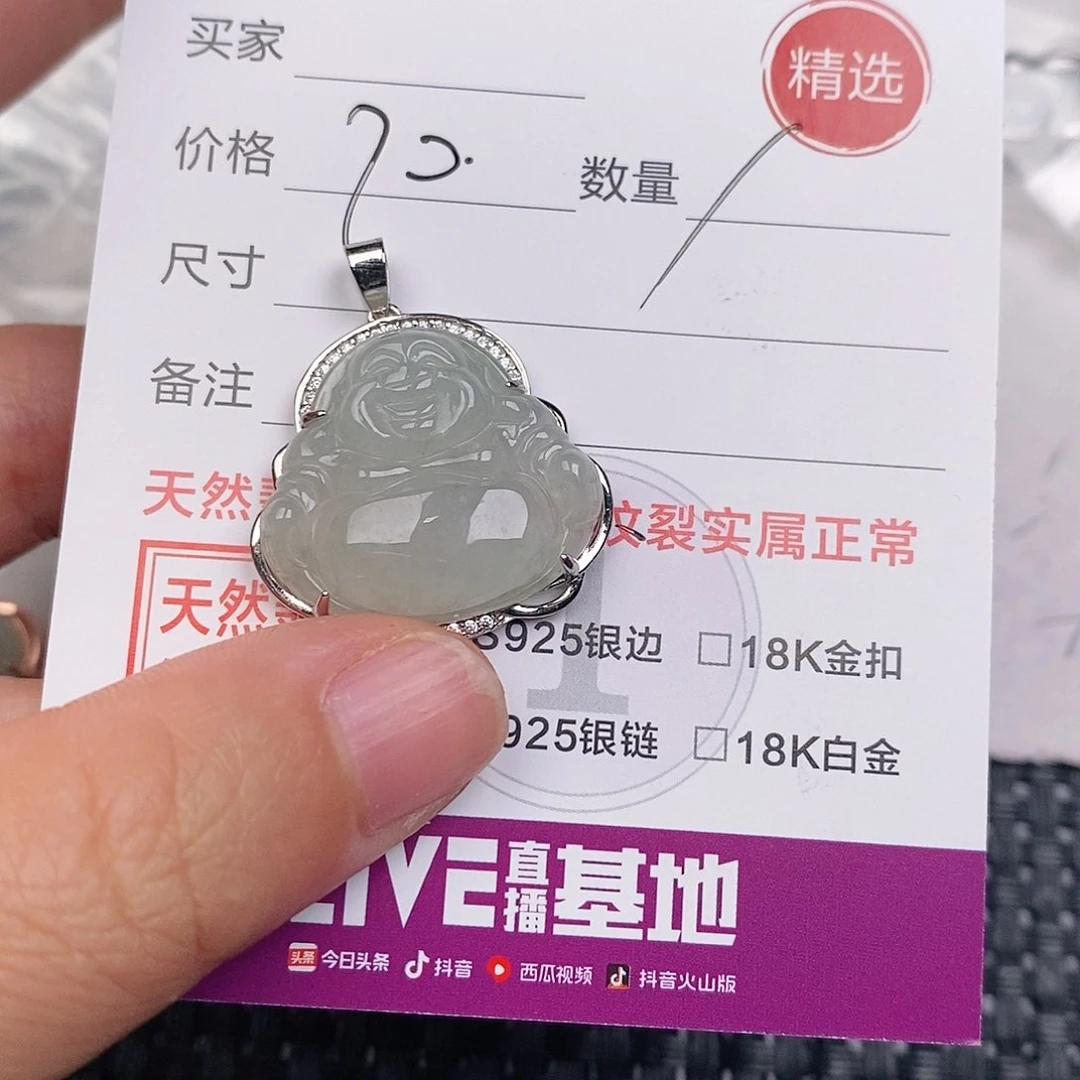 买家
精选
价格
数量
尺寸
备注
天然
纹裂实属正常
天然
S925银边 □18K金扣
925银链 □18K白金
LIVE直播基地
头条 今日头条 抖音 西瓜视频 抖音火山版